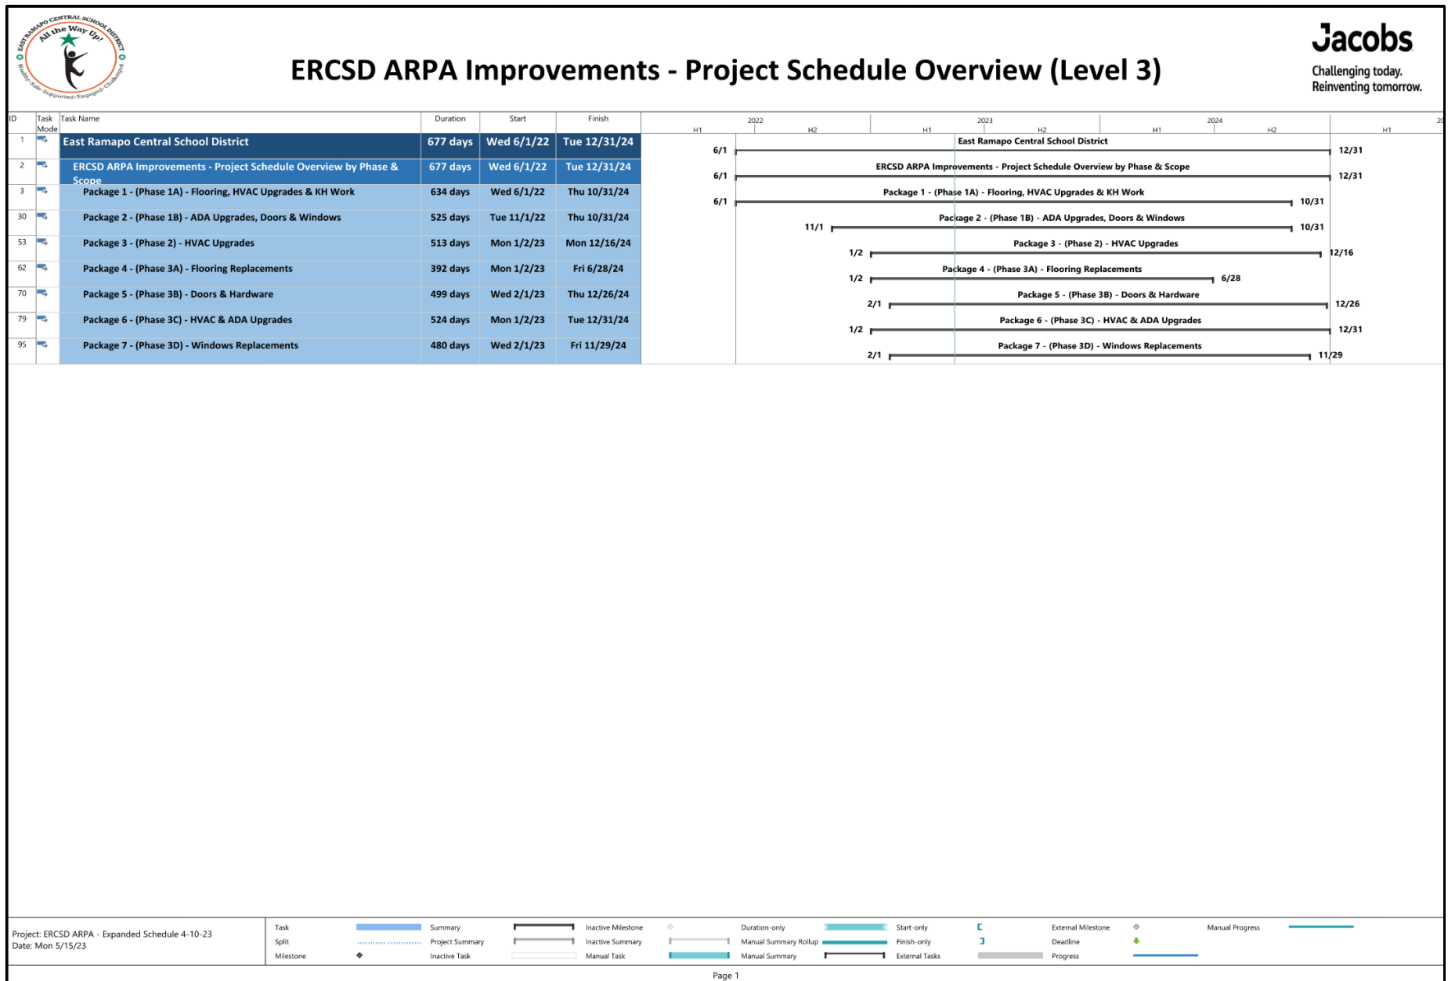 EAST RAMAPO CENTRAL SCHOOL DISTRICT
All the Way Up!
Healthy-Safe-Supported-Engaged-Challenged
ERCSD ARPA Improvements - Project Schedule Overview (Level 3)
Jacobs
Challenging today.
Reinventing tomorrow.
ID Task Mode Task Name Duration Start Finish 2022 2023 2024 20
H1 H2 H1 H2 H1 H2 H1
1 East Ramapo Central School District 677 days Wed 6/1/22 Tue 12/31/24 6/1 East Ramapo Central School District 12/31
2 ERCSD ARPA Improvements - Project Schedule Overview by Phase & Scope 677 days Wed 6/1/22 Tue 12/31/24 6/1 ERCSD ARPA Improvements - Project Schedule Overview by Phase & Scope 12/31
3 Package 1 - (Phase 1A) - Flooring, HVAC Upgrades & KH Work 634 days Wed 6/1/22 Thu 10/31/24 6/1 Package 1 - (Phase 1A) - Flooring, HVAC Upgrades & KH Work 10/31
30 Package 2 - (Phase 1B) - ADA Upgrades, Doors & Windows 525 days Tue 11/1/22 Thu 10/31/24 11/1 Package 2 - (Phase 1B) - ADA Upgrades, Doors & Windows 10/31
53 Package 3 - (Phase 2) - HVAC Upgrades 513 days Mon 1/2/23 Mon 12/16/24 1/2 Package 3 - (Phase 2) - HVAC Upgrades 12/16
62 Package 4 - (Phase 3A) - Flooring Replacements 392 days Mon 1/2/23 Fri 6/28/24 1/2 Package 4 - (Phase 3A) - Flooring Replacements 6/28
70 Package 5 - (Phase 3B) - Doors & Hardware 499 days Wed 2/1/23 Thu 12/26/24 2/1 Package 5 - (Phase 3B) - Doors & Hardware 12/26
79 Package 6 - (Phase 3C) - HVAC & ADA Upgrades 524 days Mon 1/2/23 Tue 12/31/24 1/2 Package 6 - (Phase 3C) - HVAC & ADA Upgrades 12/31
95 Package 7 - (Phase 3D) - Windows Replacements 480 days Wed 2/1/23 Fri 11/29/24 2/1 Package 7 - (Phase 3D) - Windows Replacements 11/29
Project: ERCSD ARPA - Expanded Schedule 4-10-23
Date: Mon 5/15/23
Task Summary Inactive Milestone Duration-only Start-only External Milestone Manual Progress
Split Project Summary Inactive Summary Manual Summary Rollup Finish-only Deadline
Milestone Inactive Task Manual Task Manual Summary External Tasks Progress
Page 1